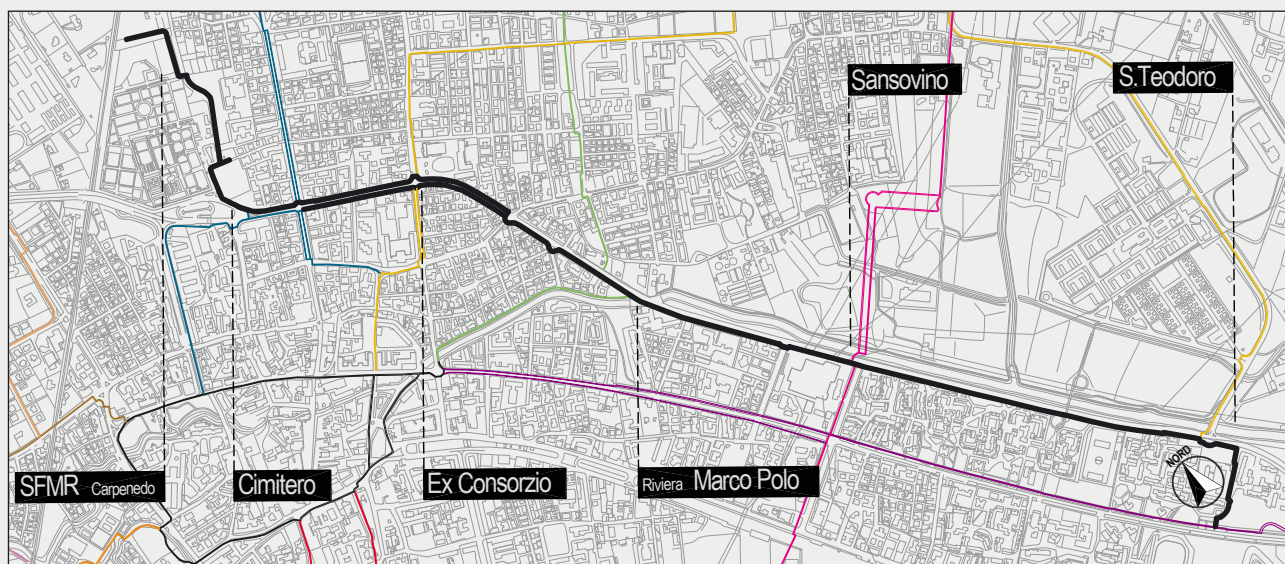 Sansovino
S.Teodoro
SFMR Carpenedo
Cimitero
Ex Consorzio
Riviera Marco Polo
NORD